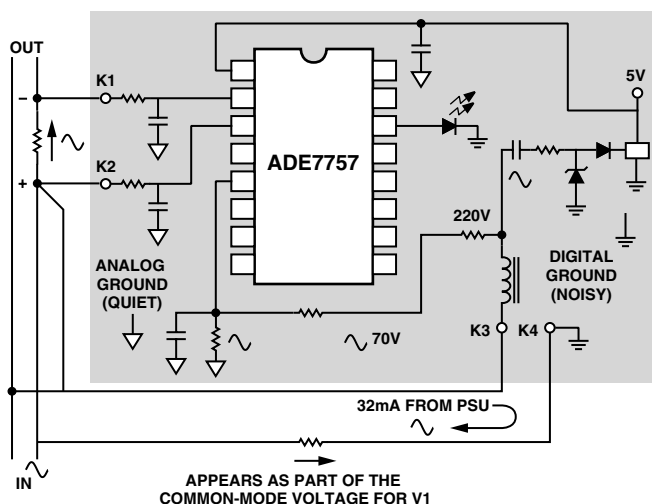 OUT
K1
5V
–
K2
+
ADE7757
220V
ANALOG
GROUND
(QUIET)
DIGITAL
GROUND
(NOISY)
70V
K3
K4
32mA FROM PSU
IN
APPEARS AS PART OF THE
COMMON-MODE VOLTAGE FOR V1